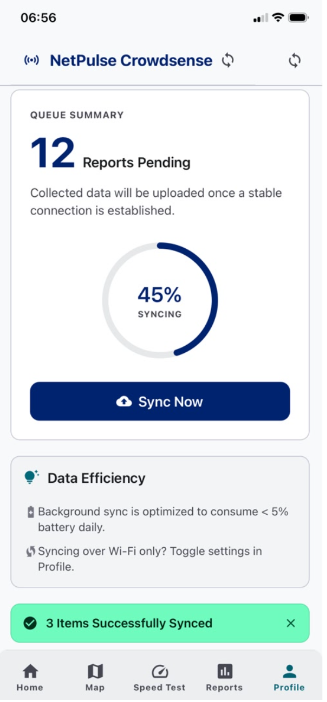 06:56
NetPulse Crowdsense
QUEUE SUMMARY
12 Reports Pending
Collected data will be uploaded once a stable
connection is established.
45%
SYNCING
Sync Now
Data Efficiency
Background sync is optimized to consume < 5%
battery daily.
Syncing over Wi-Fi only? Toggle settings in
Profile.
3 Items Successfully Synced
Home Map Speed Test Reports Profile